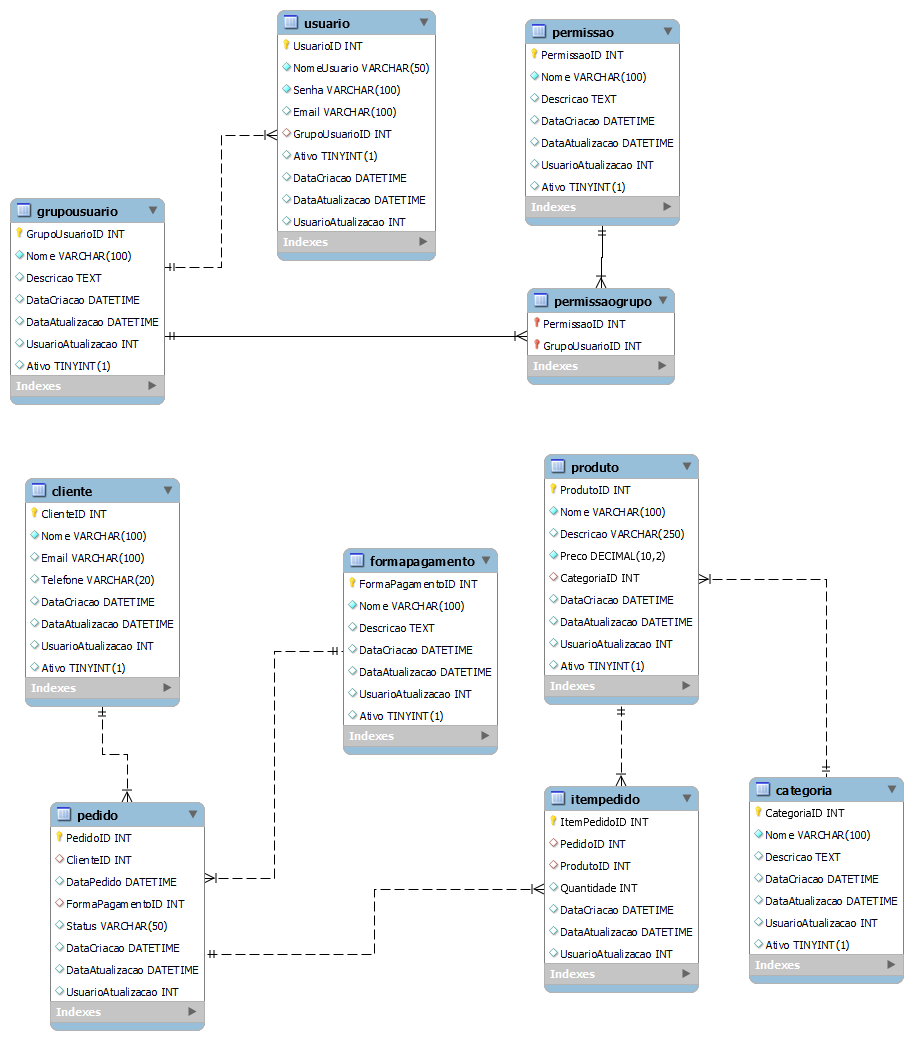 usuario
UsuarioID INT
NomeUsuario VARCHAR(50)
Senha VARCHAR(100)
Email VARCHAR(100)
GrupoUsuarioID INT
Ativo TINYINT(1)
DataCriacao DATETIME
DataAtualizacao DATETIME
UsuarioAtualizacao INT
Indexes
permissao
PermissaoID INT
Nome VARCHAR(100)
Descricao TEXT
DataCriacao DATETIME
DataAtualizacao DATETIME
UsuarioAtualizacao INT
Ativo TINYINT(1)
Indexes
grupousuario
GrupoUsuarioID INT
Nome VARCHAR(100)
Descricao TEXT
DataCriacao DATETIME
DataAtualizacao DATETIME
UsuarioAtualizacao INT
Ativo TINYINT(1)
Indexes
permissaogrupo
PermissaoID INT
GrupoUsuarioID INT
Indexes
cliente
ClienteID INT
Nome VARCHAR(100)
Email VARCHAR(100)
Telefone VARCHAR(20)
DataCriacao DATETIME
DataAtualizacao DATETIME
UsuarioAtualizacao INT
Ativo TINYINT(1)
Indexes
formapagamento
FormaPagamentoID INT
Nome VARCHAR(100)
Descricao TEXT
DataCriacao DATETIME
DataAtualizacao DATETIME
UsuarioAtualizacao INT
Ativo TINYINT(1)
Indexes
produto
ProdutoID INT
Nome VARCHAR(100)
Descricao VARCHAR(250)
Preco DECIMAL(10,2)
CategoriaID INT
DataCriacao DATETIME
DataAtualizacao DATETIME
UsuarioAtualizacao INT
Ativo TINYINT(1)
Indexes
pedido
PedidoID INT
ClienteID INT
DataPedido DATETIME
FormaPagamentoID INT
Status VARCHAR(50)
DataCriacao DATETIME
DataAtualizacao DATETIME
UsuarioAtualizacao INT
Indexes
itempedido
ItemPedidoID INT
PedidoID INT
ProdutoID INT
Quantidade INT
DataCriacao DATETIME
DataAtualizacao DATETIME
UsuarioAtualizacao INT
Indexes
categoria
CategoriaID INT
Nome VARCHAR(100)
Descricao TEXT
DataCriacao DATETIME
DataAtualizacao DATETIME
UsuarioAtualizacao INT
Ativo TINYINT(1)
Indexes